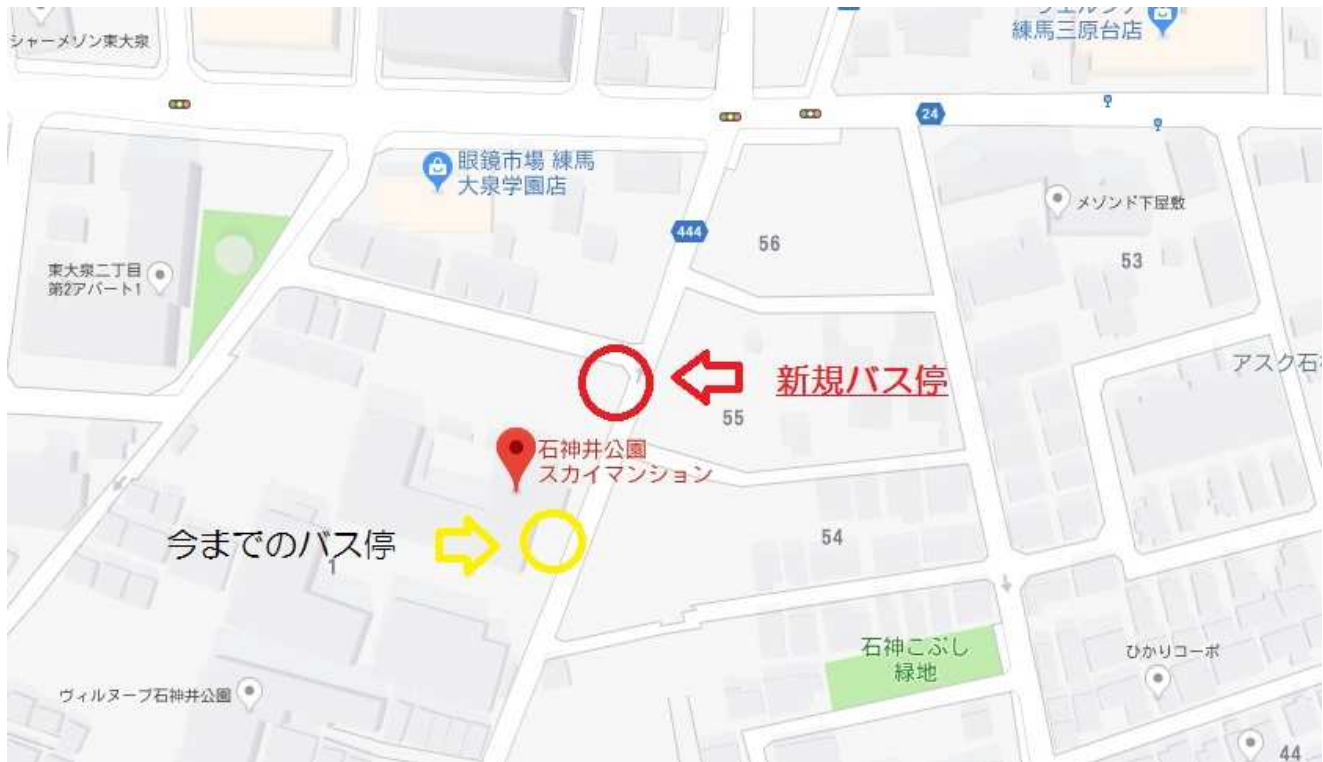 シャーメゾン東大泉
練馬三原台店
24
眼鏡市場 練馬
大泉学園店
メゾンド下屋敷
444
56
53
東大泉二丁目
第2アパート1
アスク石
新規バス停
55
石神井公園
スカイマンション
今までのバス停
1
54
石神こぶし
緑地
ひかりコーポ
ヴィルヌーブ石神井公園
44